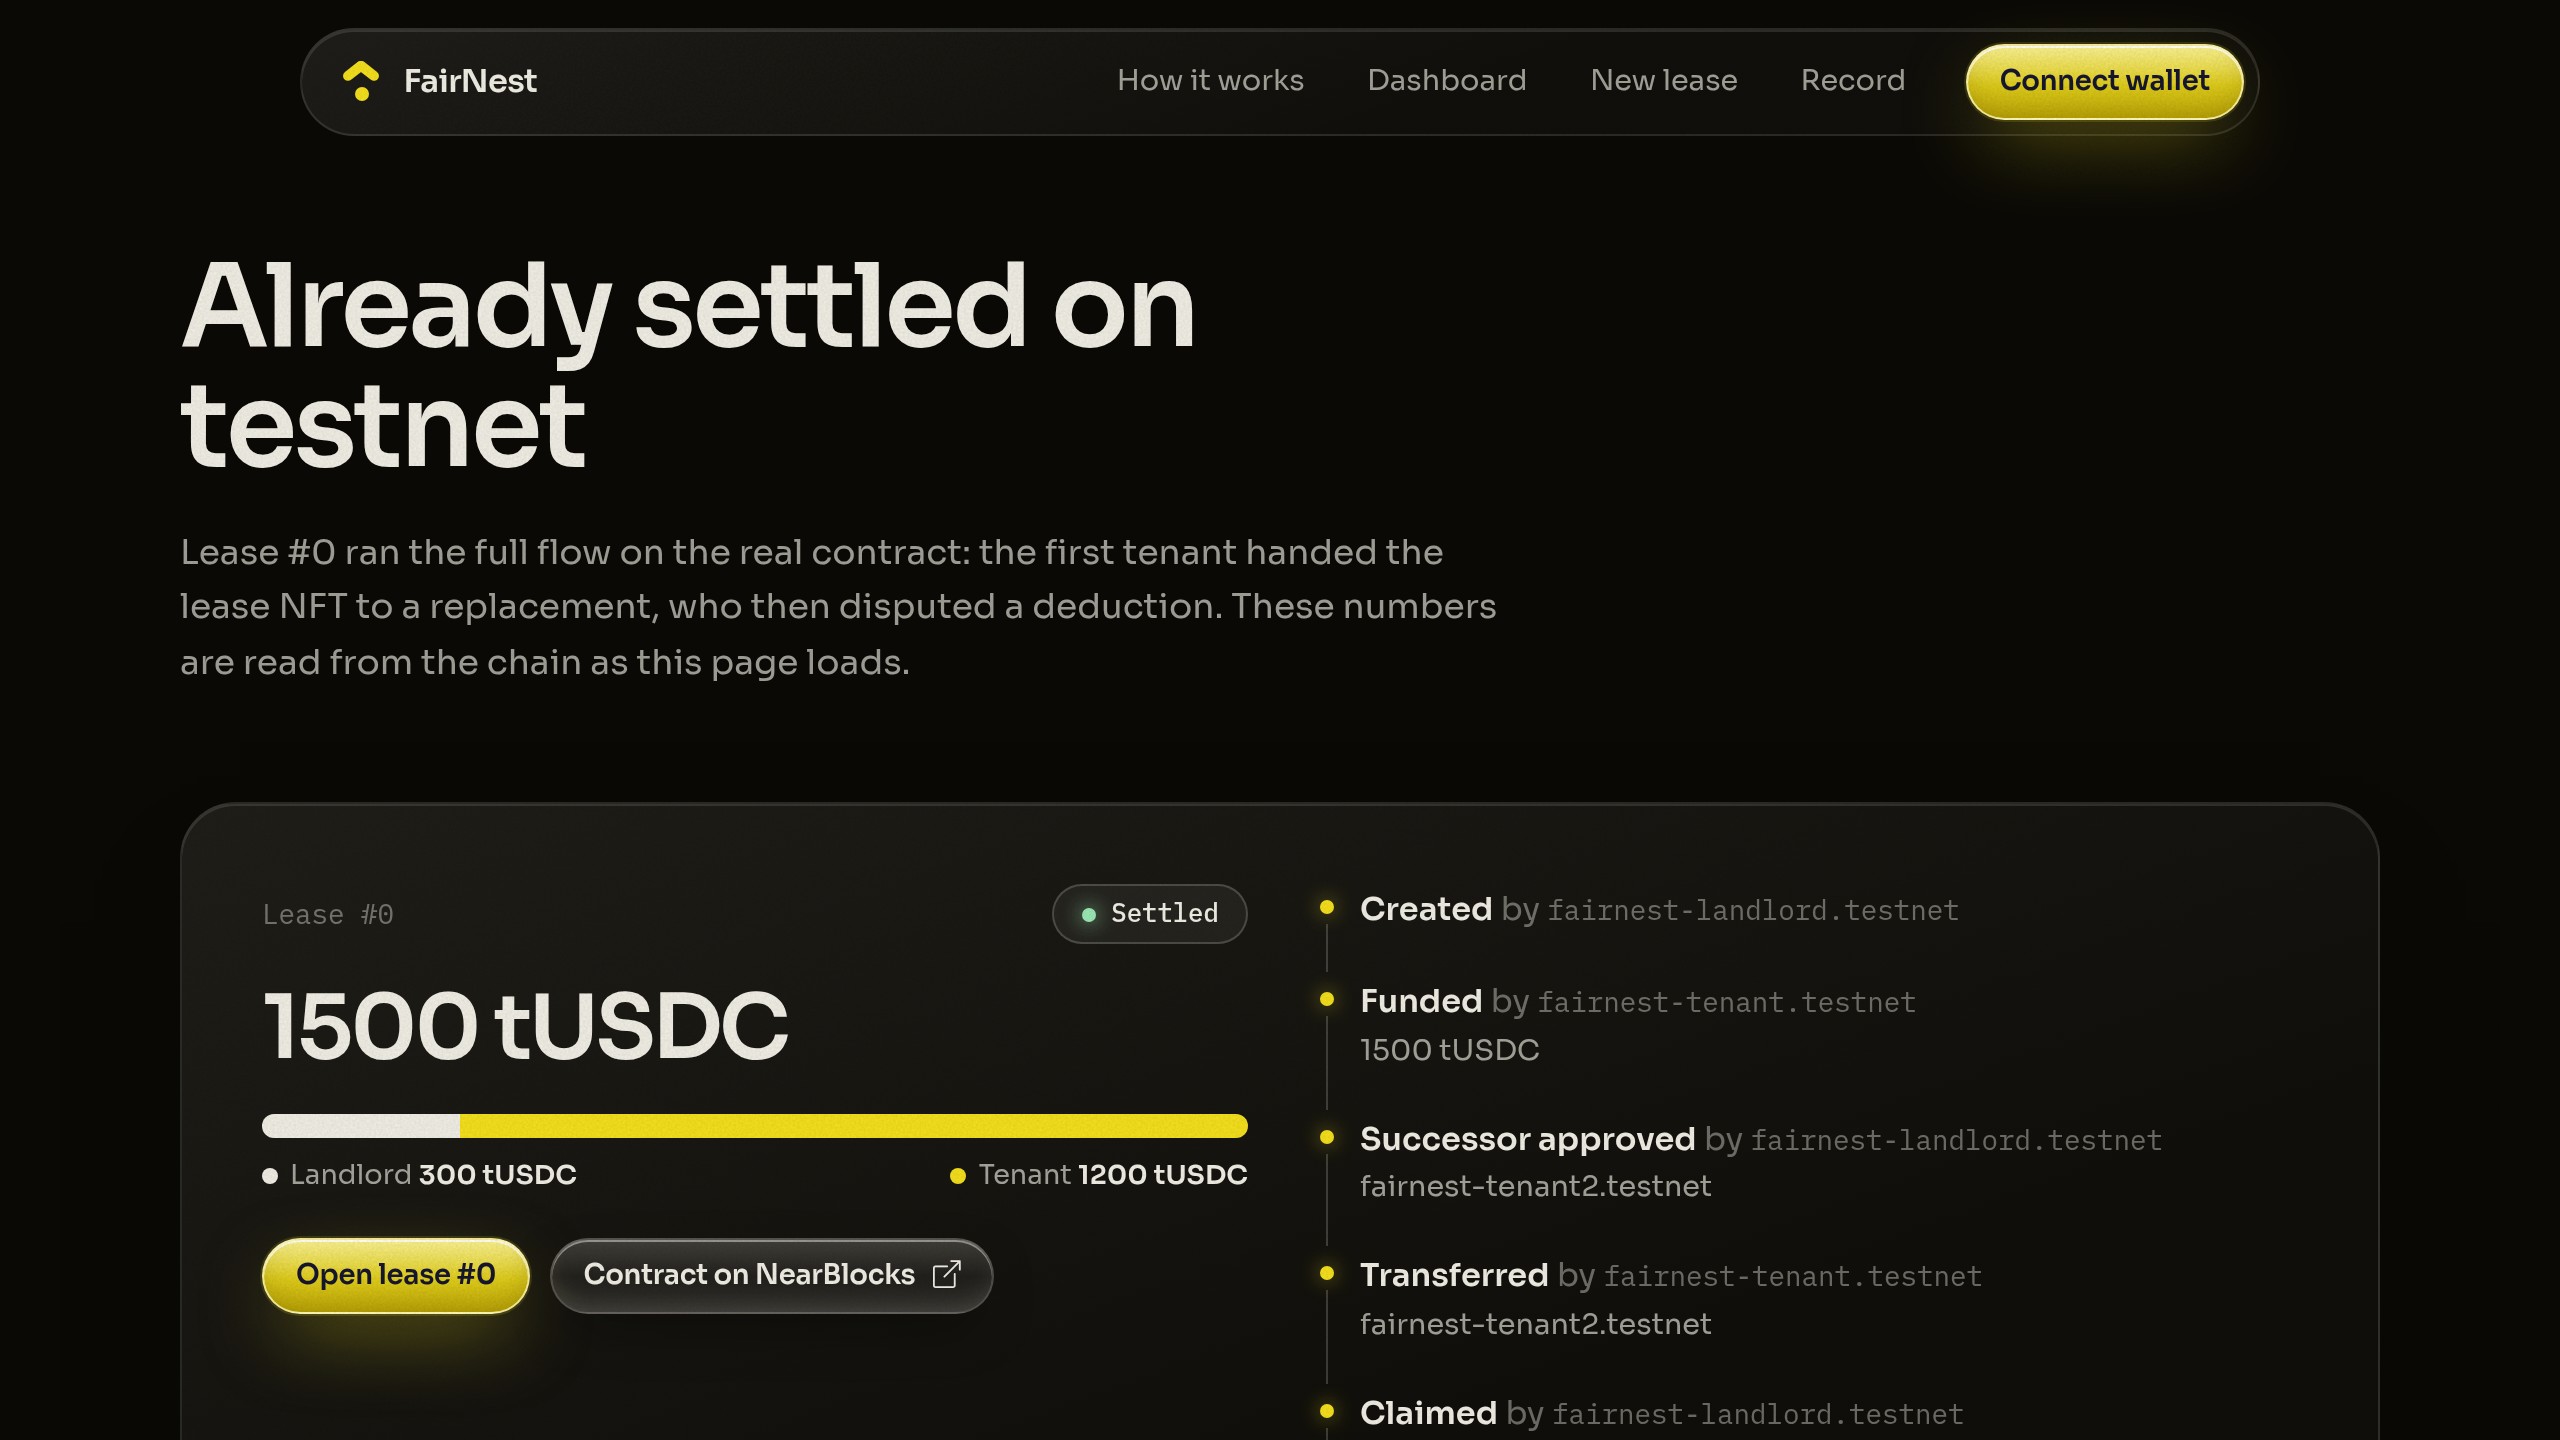 FairNest
How it works
Dashboard
New lease
Record
Connect wallet
Already settled on
testnet
Lease #0 ran the full flow on the real contract: the first tenant handed the
lease NFT to a replacement, who then disputed a deduction. These numbers
are read from the chain as this page loads.
Lease #0
Settled
1500 tUSDC
Landlord 300 tUSDC
Tenant 1200 tUSDC
Open lease #0
Contract on NearBlocks
Created by fairnest-landlord.testnet
Funded by fairnest-tenant.testnet
1500 tUSDC
Successor approved by fairnest-landlord.testnet
fairnest-tenant2.testnet
Transferred by fairnest-tenant.testnet
fairnest-tenant2.testnet
Claimed by fairnest-landlord.testnet